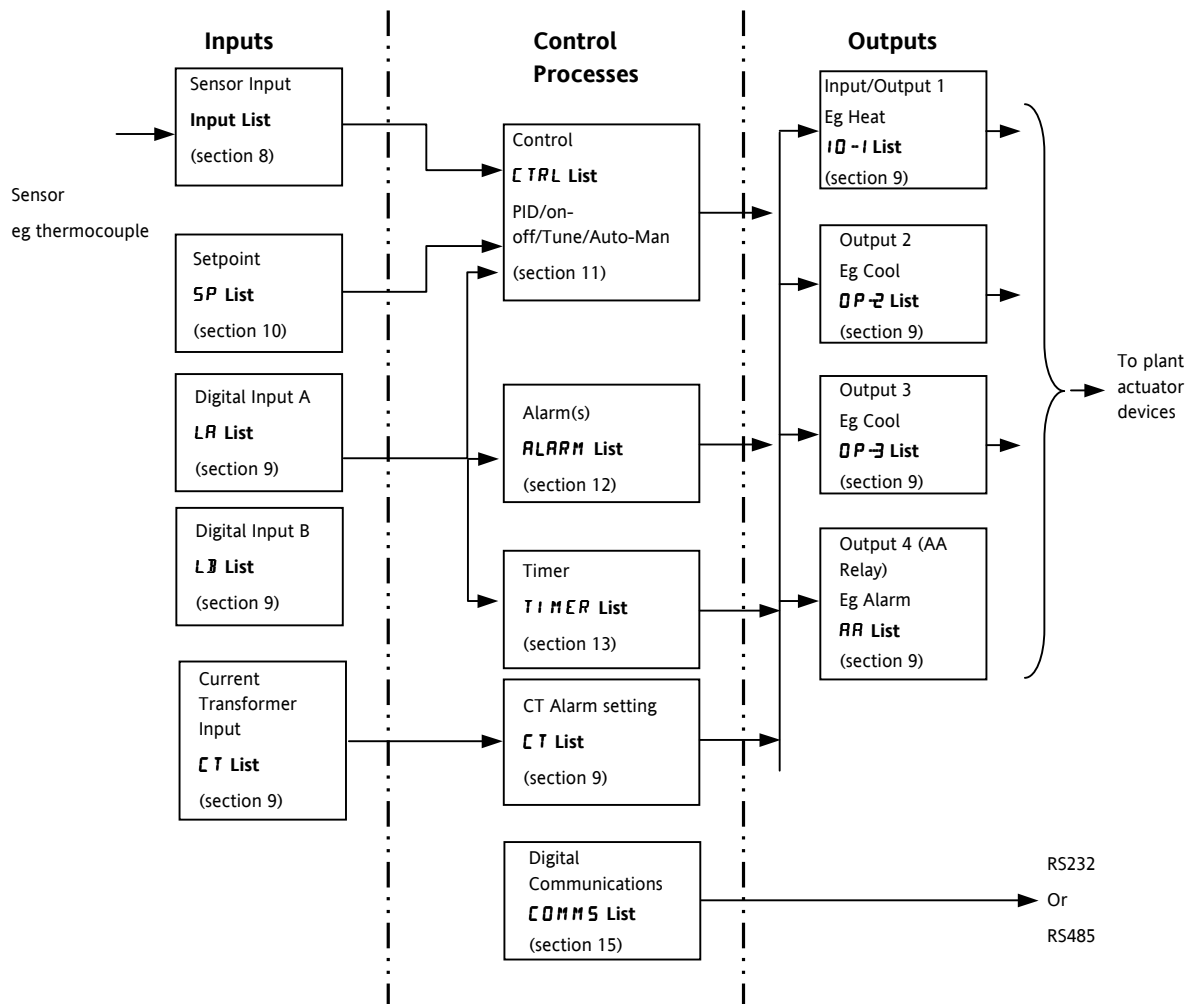 Inputs
Control
Processes
Outputs
Sensor
eg thermocouple
Sensor Input
Input List
(section 8)
Setpoint
SP List
(section 10)
Digital Input A
LA List
(section 9)
Digital Input B
LB List
(section 9)
Current
Transformer
Input
CT List
(section 9)
Control
CTRL List
PID/on-
off/Tune/Auto-Man
(section 11)
Alarm(s)
ALARM List
(section 12)
Timer
TIMER List
(section 13)
CT Alarm setting
CT List
(section 9)
Digital
Communications
COMMS List
(section 15)
Input/Output 1
Eg Heat
IO-1 List
(section 9)
Output 2
Eg Cool
OP-2 List
(section 9)
Output 3
Eg Cool
OP-3 List
(section 9)
Output 4 (AA
Relay)
Eg Alarm
AA List
(section 9)
To plant
actuator
devices
RS232
Or
RS485